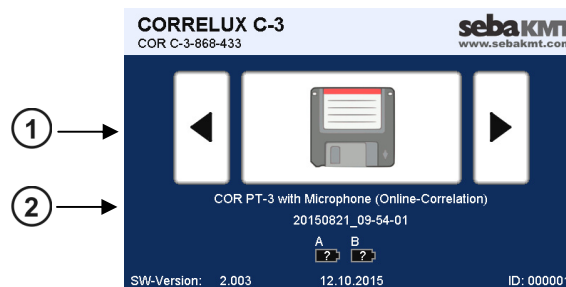 CORRELUX C-3
COR C-3-868-433
sebaKMT
www.sebakmt.com
1
2
COR PT-3 with Microphone (Online-Correlation)
20150821_09-54-01
A B
? ?
SW-Version: 2.003 12.10.2015 ID: 000001